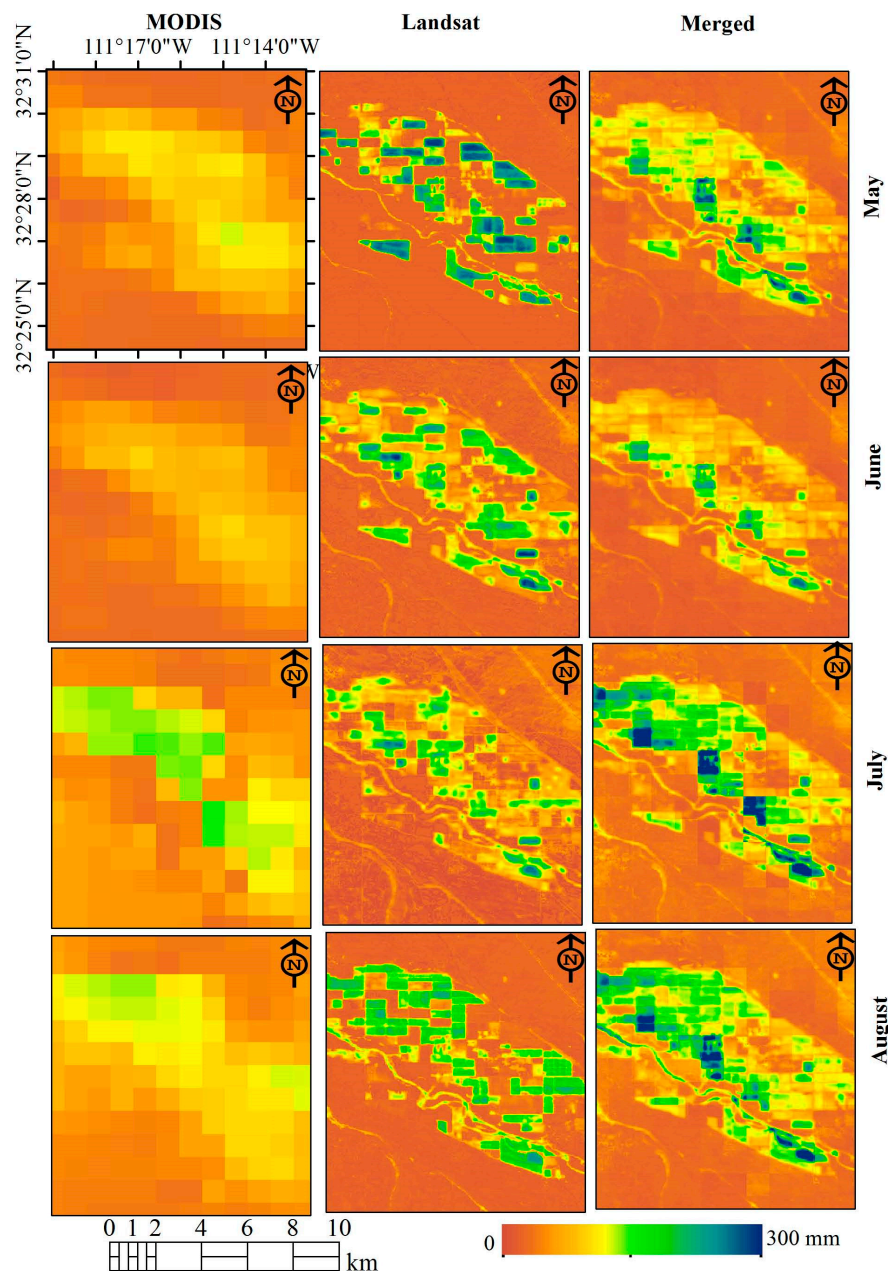 MODIS Landsat Merged
111°17'0"W 111°14'0"W
32°31'0"N
N
N
N
32°28'0"N
May
32°25'0"N
W
N
N
N
June
N
N
N
July
N
N
N
August
0 1 2 4 6 8 10
km
0 300 mm